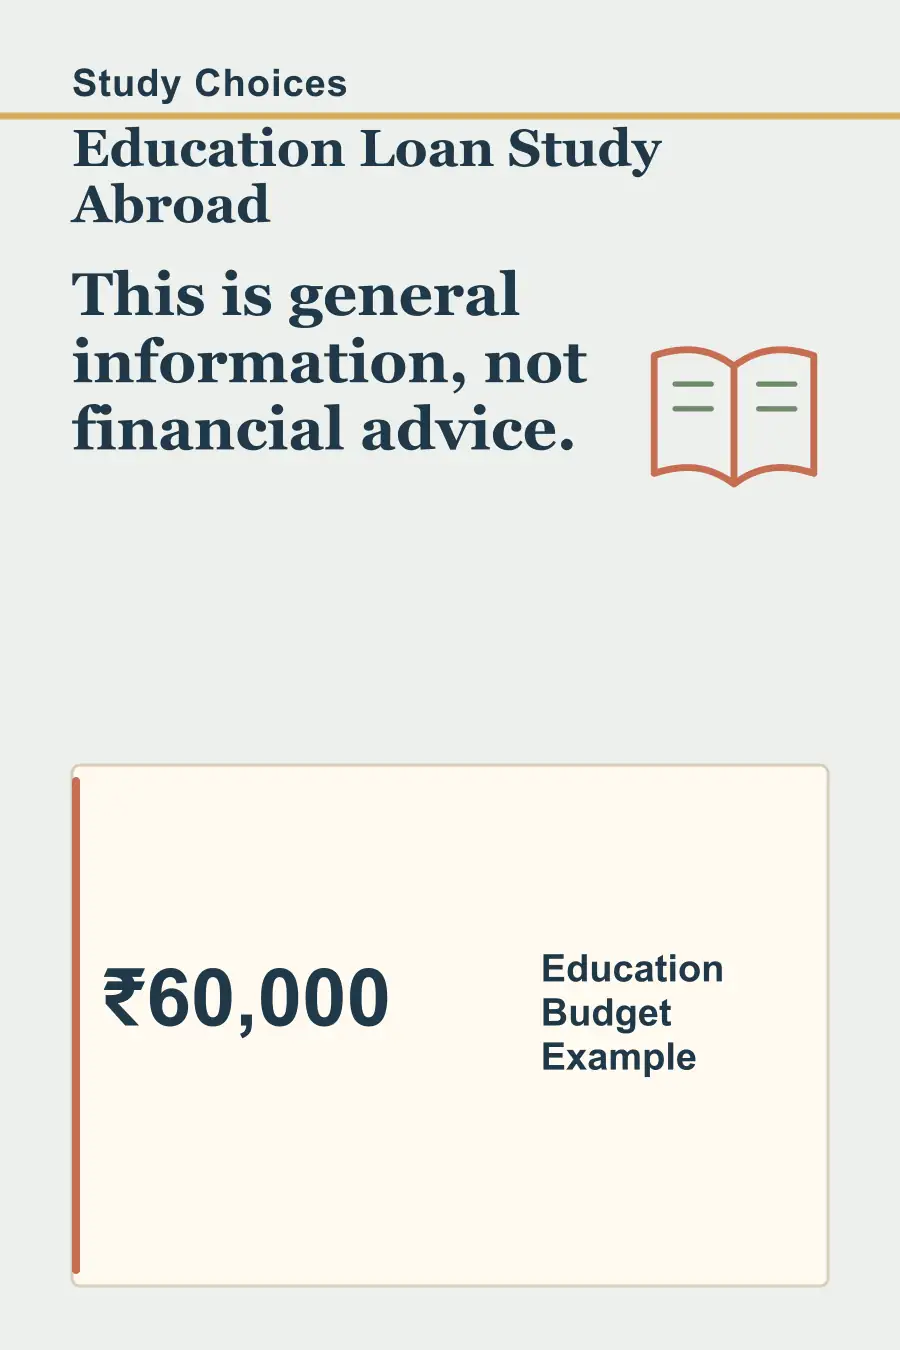 Study Choices
Education Loan Study
Abroad
This is general
information, not
financial advice.
₹60,000
Education
Budget
Example